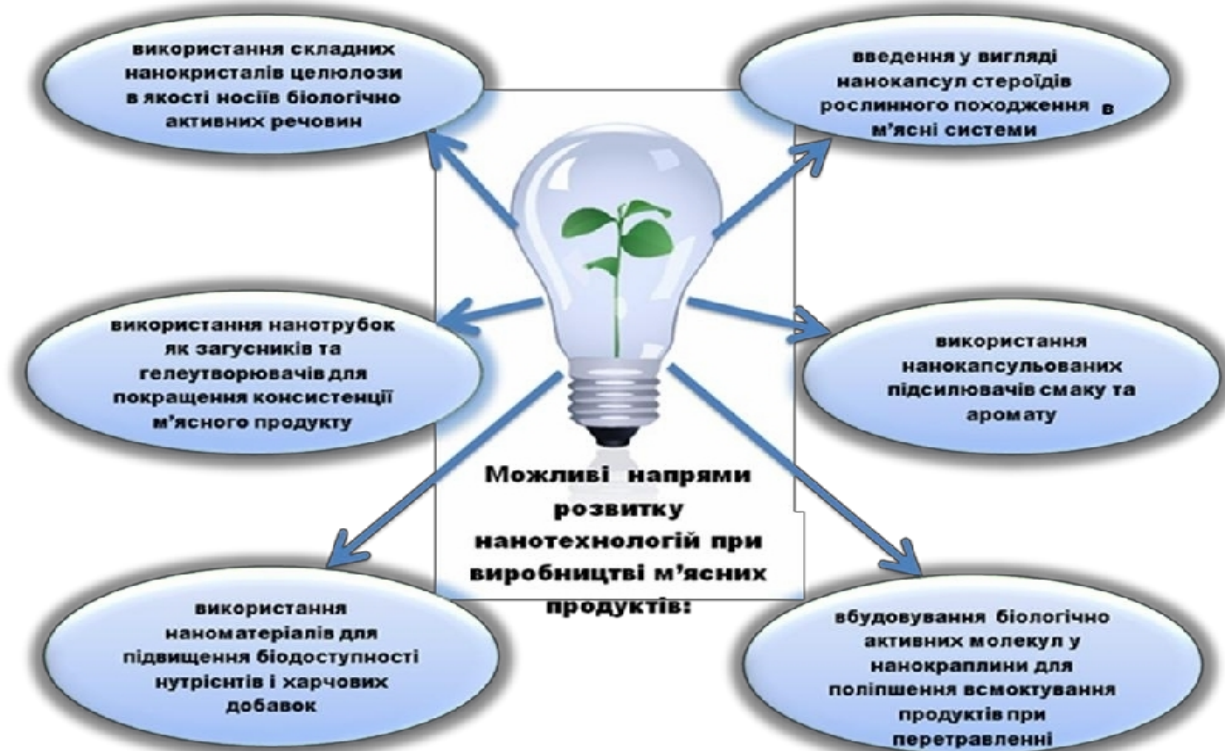 використання складних
нанокристалів целюлози
в якості носіїв біологічно
активних речовин
введення у вигляді
нанокапсул стероїдів
рослинного походження в
м’ясні системи
використання нанотрубок
як загусників та
гелеутворювачів для
покращення консистенції
м’ясного продукту
використання
нанокапсульованих
підсилювачів смаку та
аромату
Можливі напрями
розвитку
нанотехнологій при
виробництві м’ясних
продуктів:
використання
наноматеріалів для
підвищення біодоступності
нутрієнтів і харчових
добавок
вбудовування біологічно
активних молекул у
нанокраплини для
поліпшення всмоктування
продуктів при
перетравленні